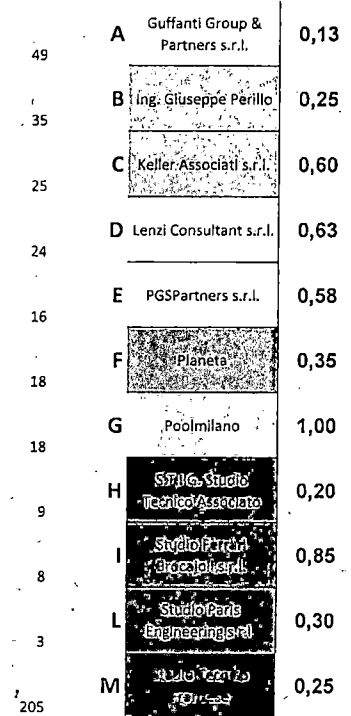 A Guffanti Group & Partners s.r.l. 0,13
49
B Ing. Giuseppe Perillo 0,25
35
C Keller Associati s.r.l. 0,60
25
D Lenzi Consultant s.r.l. 0,63
24
E PGSPartners s.r.l. 0,58
16
F Planeta 0,35
18
G Poolmilano 1,00
18
H S.T.I.G. Studio Tecnico Associato 0,20
9
I Studio Ferrari s.r.l. 0,85
8
L Studio Paris Engineering s.r.l. 0,30
3
M Studio Tecnico 0,25
205